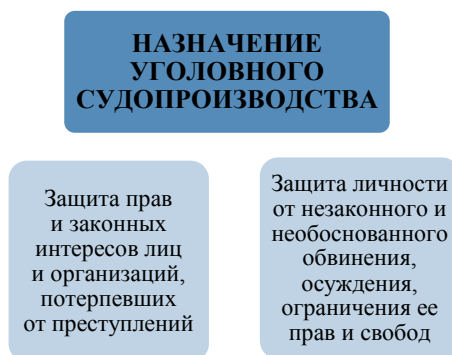 НАЗНАЧЕНИЕ
УГОЛОВНОГО
СУДОПРОИЗВОДСТВА
Защита прав
и законных
интересов лиц
и организаций,
потерпевших
от преступлений
Защита личности
от незаконного и
необоснованного
обвинения,
осуждения,
ограничения ее
прав и свобод